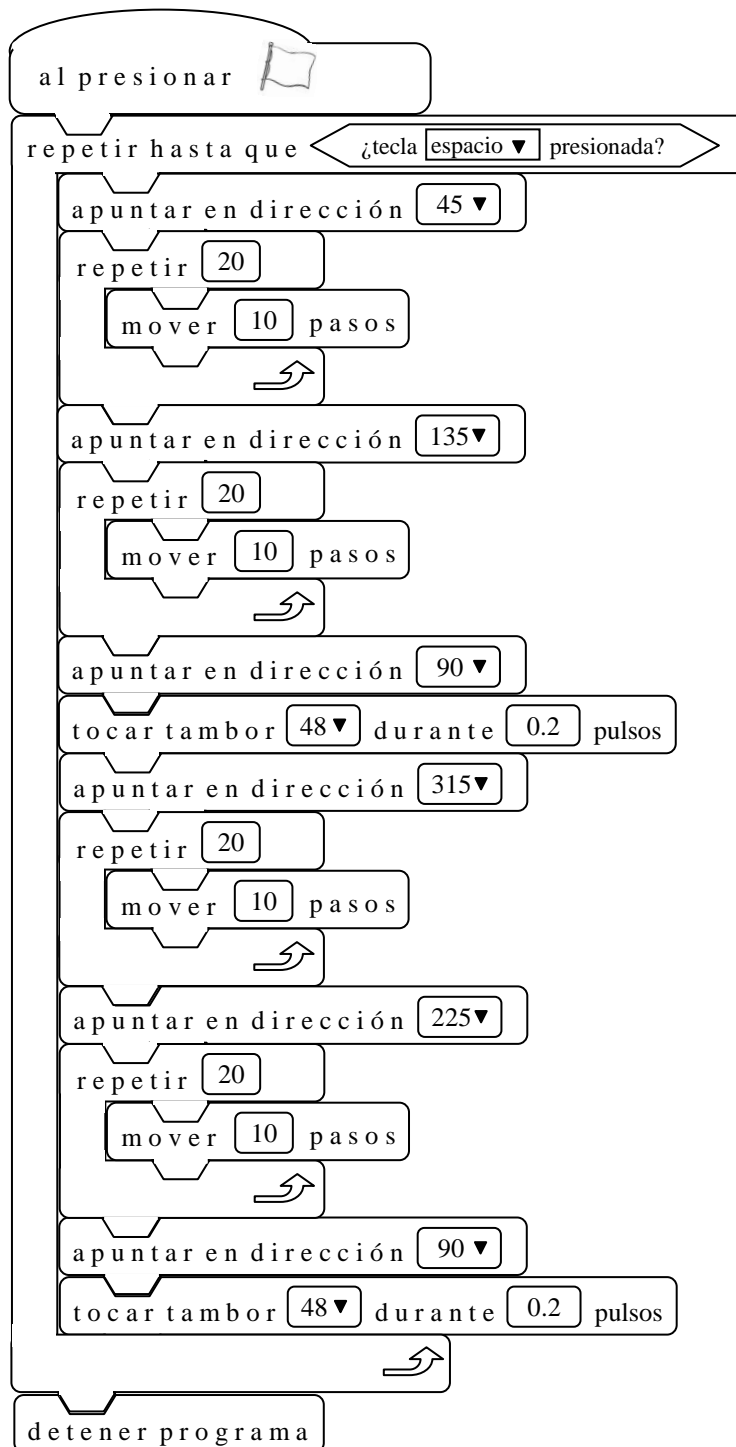 al presionar
repetir hasta que ¿tecla espacio ▼ presionada?
apuntar en dirección 45 ▼
repetir 20
mover 10 pasos
apuntar en dirección 135▼
repetir 20
mover 10 pasos
apuntar en dirección 90 ▼
tocar tambor 48▼ durante 0.2 pulsos
apuntar en dirección 315▼
repetir 20
mover 10 pasos
apuntar en dirección 225▼
repetir 20
mover 10 pasos
apuntar en dirección 90 ▼
tocar tambor 48▼ durante 0.2 pulsos
detener programa